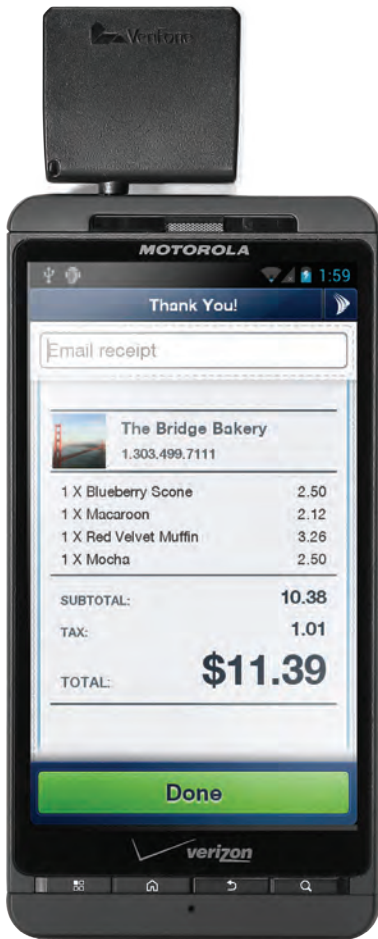 VeriFone
MOTOROLA
1:59
Thank You!
Email receipt
The Bridge Bakery
1.303.499.7111
1 X Blueberry Scone 2.50
1 X Macaroon 2.12
1 X Red Velvet Muffin 3.26
1 X Mocha 2.50
SUBTOTAL: 10.38
TAX: 1.01
TOTAL: $11.39
Done
verizon